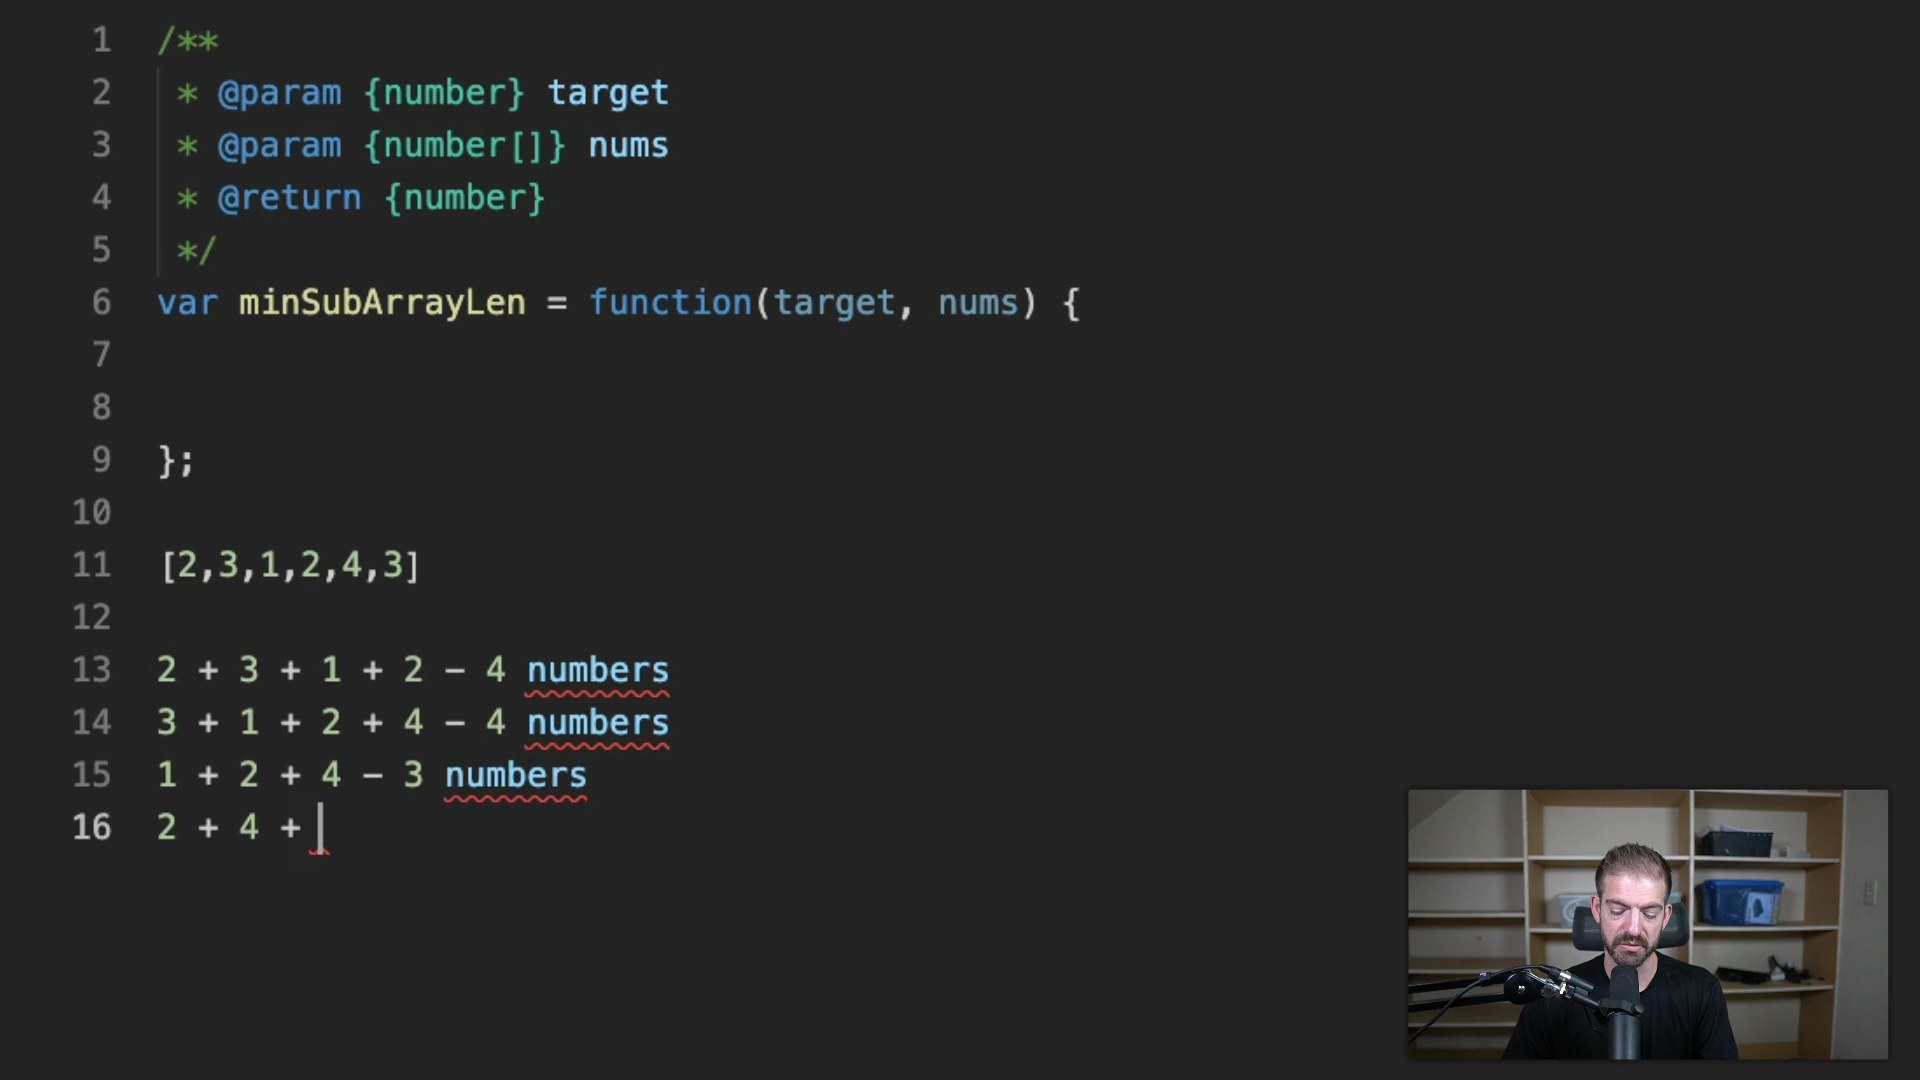 1 /**
2 * @param {number} target
3 * @param {number[]} nums
4 * @return {number}
5 */
6 var minSubArrayLen = function(target, nums) {
7
8
9 };
10
11 [2,3,1,2,4,3]
12
13 2 + 3 + 1 + 2 - 4 numbers
14 3 + 1 + 2 + 4 - 4 numbers
15 1 + 2 + 4 - 3 numbers
16 2 + 4 +